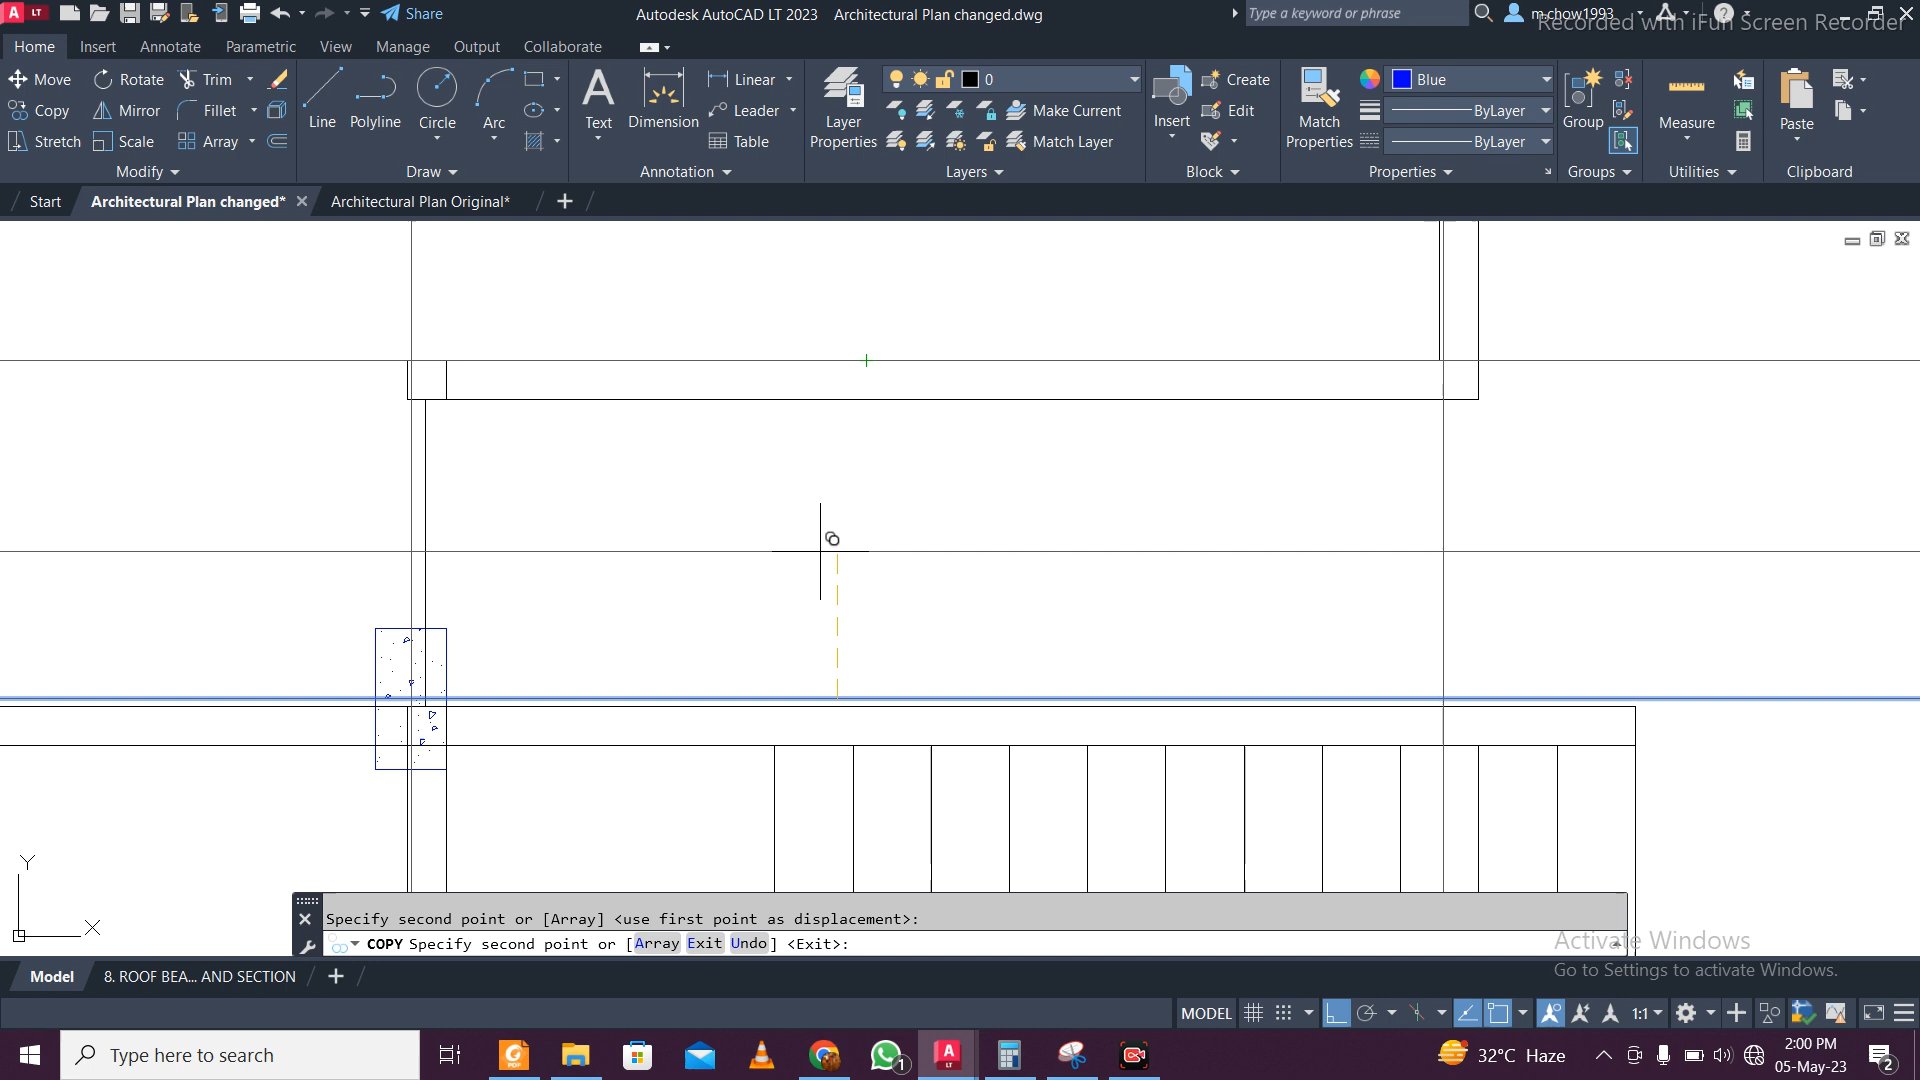 LT
Share
Autodesk AutoCAD LT 2023 Architectural Plan changed.dwg
Type a keyword or phrase
m.chow1993
Recorded with iFun Screen Recorder
Home Insert Annotate Parametric View Manage Output Collaborate
Move Rotate Trim
Copy Mirror Fillet
Stretch Scale Array
Modify
Line Polyline Circle Arc
Draw
Text Dimension
Linear
Leader
Table
Annotation
Layer Properties
0
Make Current
Match Layer
Layers
Insert
Create
Edit
Block
Match Properties
Blue
ByLayer
ByLayer
Properties
Group
Groups
Measure
Utilities
Paste
Clipboard
Start Architectural Plan changed* Architectural Plan Original*
Y
X
Specify second point or [Array] <use first point as displacement>:
COPY Specify second point or [Array Exit Undo] <Exit>:
Activate Windows
Go to Settings to activate Windows.
Model 8. ROOF BEA... AND SECTION
MODEL 1:1
Type here to search
1
32°C Haze
2:00 PM
05-May-23
2